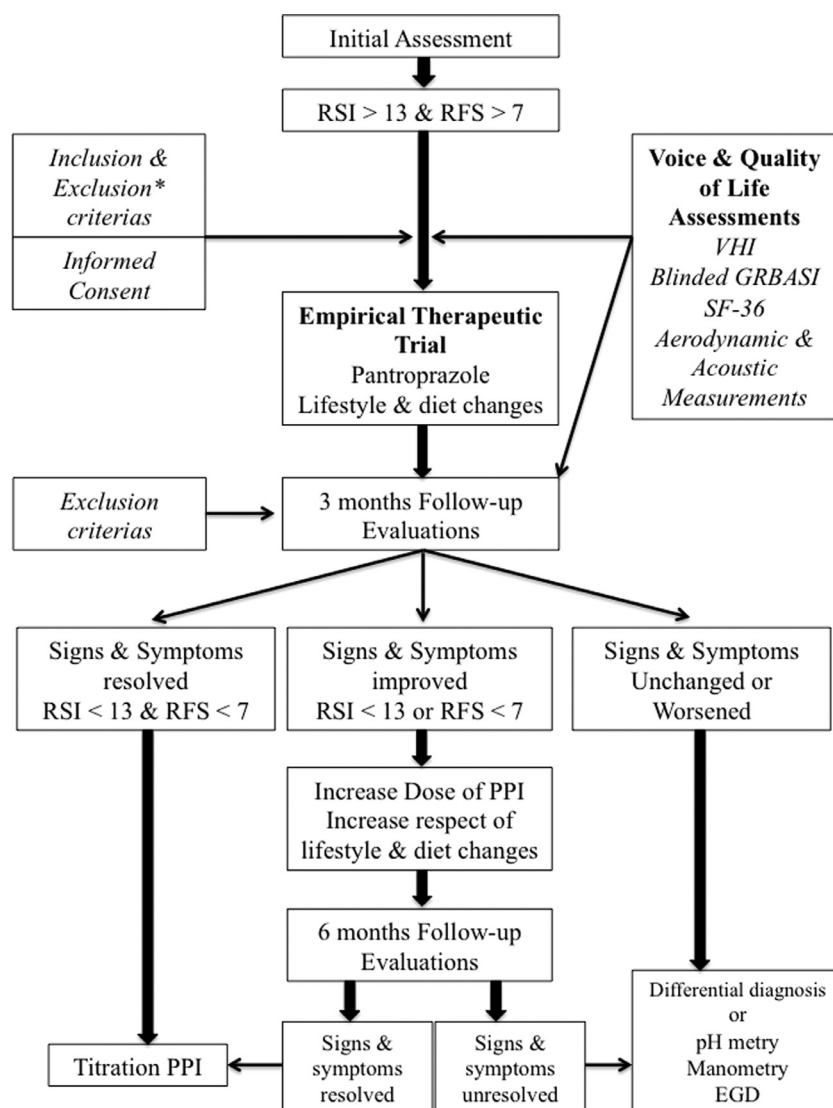 Initial Assessment
RSI > 13 & RFS > 7
Inclusion &
Exclusion*
criterias
Informed
Consent
Voice & Quality
of Life
Assessments
VHI
Blinded GRBASI
SF-36
Aerodynamic &
Acoustic
Measurements
Empirical Therapeutic
Trial
Pantroprazole
Lifestyle & diet changes
Exclusion
criterias
3 months Follow-up
Evaluations
Signs & Symptoms
resolved
RSI < 13 & RFS < 7
Signs & Symptoms
improved
RSI < 13 or RFS < 7
Signs & Symptoms
Unchanged or
Worsened
Increase Dose of PPI
Increase respect of
lifestyle & diet changes
6 months Follow-up
Evaluations
Titration PPI
Signs &
symptoms
resolved
Signs &
symptoms
unresolved
Differential diagnosis
or
pH metry
Manometry
EGD